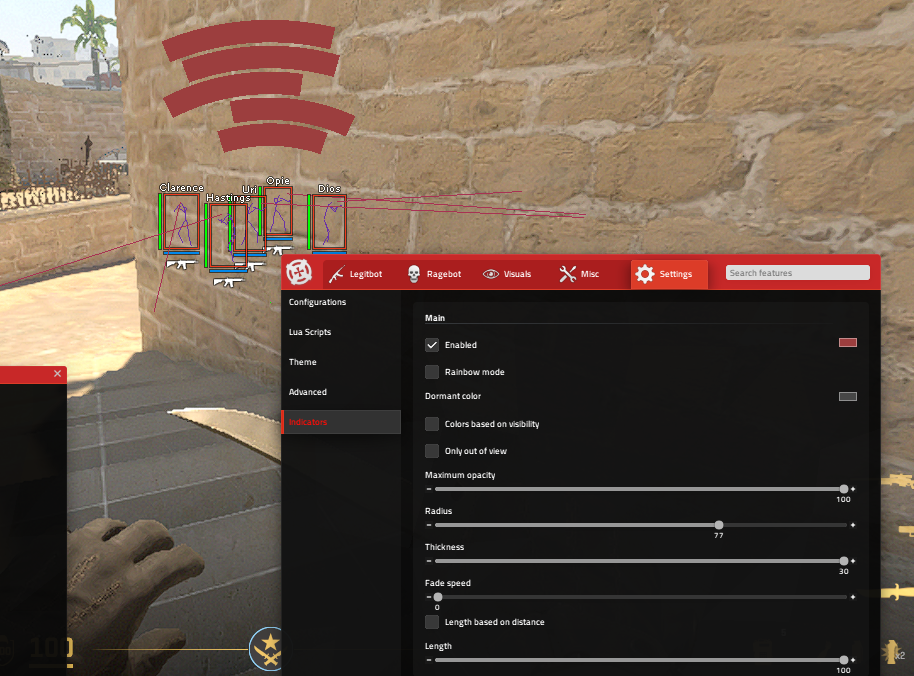 Clarence
Hastings
Uri
Opie
Dios
Legitbot
Ragebot
Visuals
Misc
Settings
Search features
Configurations
Lua Scripts
Theme
Advanced
Indicators
Main
Enabled
Rainbow mode
Dormant color
Colors based on visibility
Only out of view
Maximum opacity
100
Radius
77
Thickness
30
Fade speed
0
Length based on distance
Length
100
100
x2